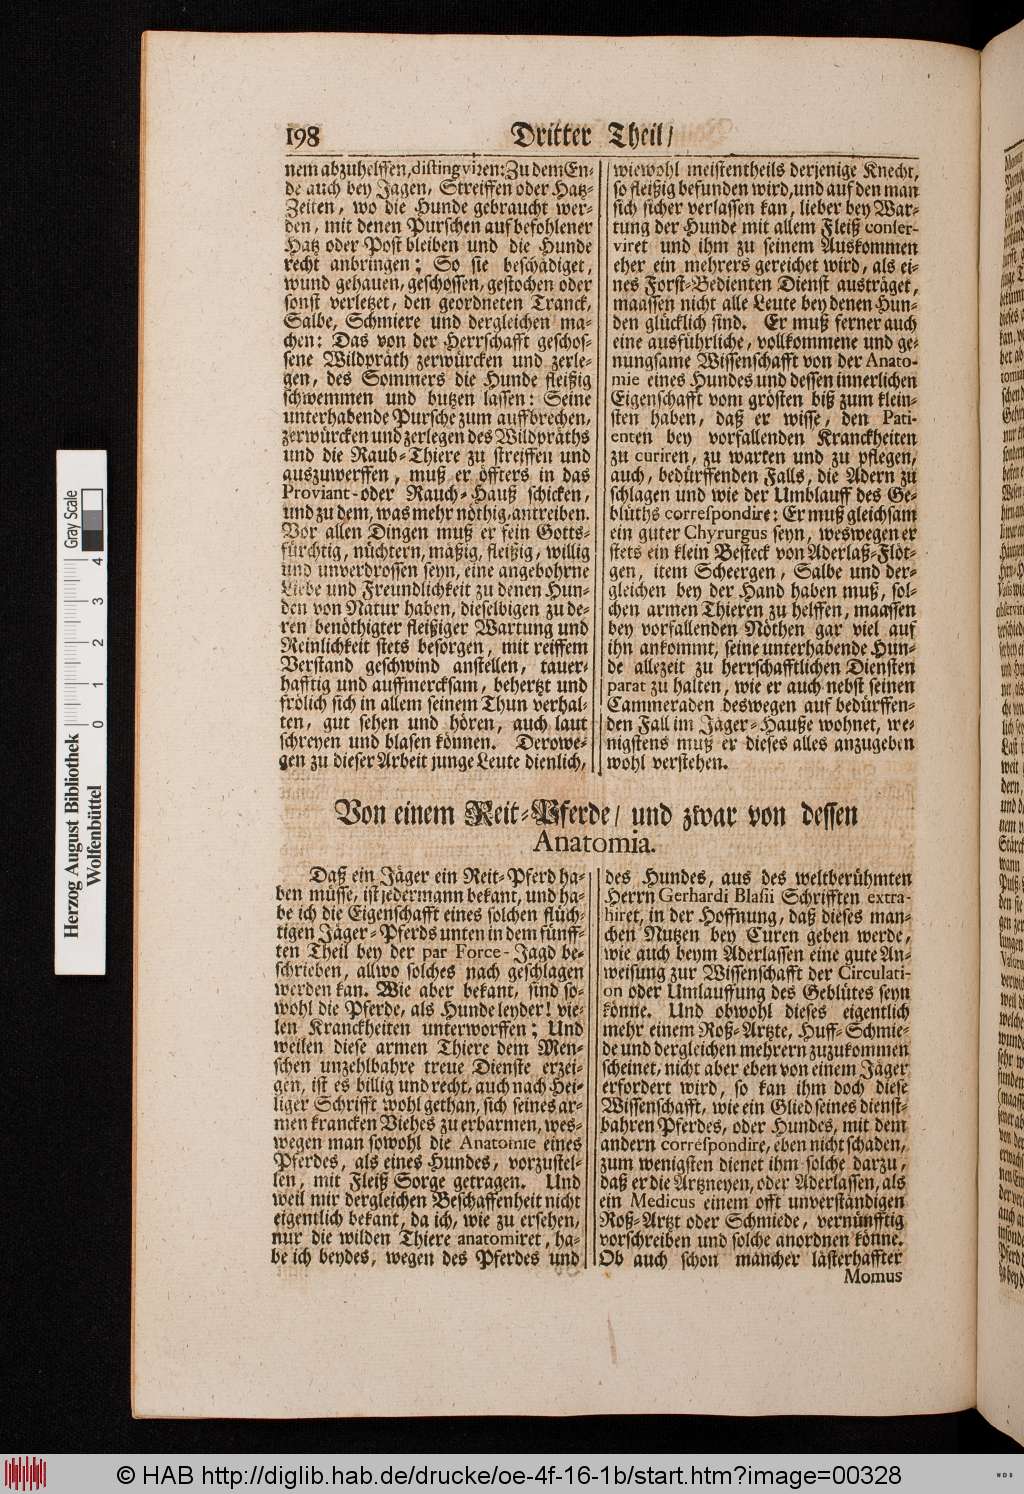 198
Dritter Theil/
nem abzuhelffen, distingviren: Zu dem En-
de auch bey Jagen, Streiffen oder Hatz-
Zeiten, wo die Hunde gebraucht wer-
den, mit denen Purschen auf befohlener
Hatz oder Post bleiben und die Hunde
recht anbringen; So sie beschädiget,
wund gehauen, geschossen, gestochen oder
sonst verletzet, den geordneten Tranck,
Salbe, Schmiere und dergleichen ma-
chen: Das von der Herrschafft geschos-
sene Wildpräth zerwürcken und zerle-
gen, des Sommers die Hunde fleißig
schwemmen und butzen lassen: Seine
unterhabende Pursche zum auffbrechen,
zerwürcken und zerlegen des Wildpräths
und die Raub-Thiere zu streiffen und
auszuwerffen, muß er öffters in das
Proviant- oder Rauch-Hauß schicken,
und zu dem, was mehr nöthig, antreiben.
Vor allen Dingen muß er fein Gotts-
fürchtig, nüchtern, mäßig, fleißig, willig
und unverdrossen seyn, eine angebohrne
Liebe und Freundlichkeit zu denen Hun-
den von Natur haben, dieselbigen zu de-
ren benöthigter fleißiger Wartung und
Reinlichkeit stets besorgen, mit reiffem
Verstand geschwind anstellen, tauer-
hafftig und auffmercksam, behertzt und
frölich sich in allem seinem Thun verhal-
ten, gut sehen und hören, auch laut
schreyen und blasen können. Derowe-
gen zu dieser Arbeit junge Leute dienlich,
wiewohl meistentheils derjenige Knecht,
so fleißig befunden wird, und auf den man
sich sicher verlassen kan, lieber bey War-
tung der Hunde mit allem Fleiß conser-
viret und ihm zu seinem Auskommen
eher ein mehrers gereichet wird, als ei-
nes Forst-Bedienten Dienst austräget,
maassen nicht alle Leute bey denen Hun-
den glücklich sind. Er muß ferner auch
eine ausführliche, vollkommene und ge-
nungsame Wissenschafft von der Anato-
mie eines Hundes und dessen innerlichen
Eigenschafft vom grösten biß zum klein-
sten haben, daß er wisse, den Pati-
enten bey vorfallenden Kranckheiten
zu curiren, zu warten und zu pflegen,
auch, bedürffenden Falls, die Adern zu
schlagen und wie der Umblauff des Ge-
blüths correspondire: Er muß gleichsam
ein guter Chyrurgus seyn, weswegen er
stets ein klein Besteck von Aderlaß-Flöt-
gen, item Scheergen, Salbe und der-
gleichen bey der Hand haben muß, sol-
chen armen Thieren zu helffen, maassen
bey vorfallenden Nöthen gar viel auf
ihn ankommt, seine unterhabende Hun-
de allezeit zu herrschafftlichen Diensten
parat zu halten, wie er auch nebst seinen
Cammeraden deswegen auf bedürffen-
den Fall im Jäger-Hauße wohnet, we-
nigstens muß er dieses alles anzugeben
wohl verstehen.
Von einem Reit-Pferde/ und zwar von dessen
Anatomia.
Daß ein Jäger ein Reit-Pferd ha-
ben müsse, ist jedermann bekant, und ha-
be ich die Eigenschafft eines solchen flüch-
tigen Jäger-Pferds unten in dem fünff-
ten Theil bey der par Force-Jagd be-
schrieben, allwo solches nach geschlagen
werden kan. Wie aber bekant, sind so-
wohl die Pferde, als Hunde leyder! vie-
len Kranckheiten unterworffen; Und
weilen diese armen Thiere dem Men-
schen unzehlbahre treue Dienste erzei-
gen, ist es billig und recht, auch nach Hei-
liger Schrifft wohl gethan, sich seines ar-
men krancken Viehes zu erbarmen, wes-
wegen man sowohl die Anatomie eines
Pferdes, als eines Hundes, vorzustel-
len, mit Fleiß Sorge getragen. Und
weil mir dergleichen Beschaffenheit nicht
eigentlich bekant, da ich, wie zu ersehen,
nur die wilden Thiere anatomiret, ha-
be ich beydes, wegen des Pferdes und
des Hundes, aus des weltberühmten
Herrn Gerhardi Blasii Schrifften extra-
hiret, in der Hoffnung, daß dieses man-
chen Nutzen bey Curen geben werde,
wie auch beym Aderlassen eine gute An-
weisung zur Wissenschafft der Circulati-
on oder Umlauffung des Geblütes seyn
könne. Und obwohl dieses eigentlich
mehr einem Roß-Artzte, Huff-Schmie-
de und dergleichen mehrern zuzukommen
scheinet, nicht aber eben von einem Jäger
erfordert wird, so kan ihm doch diese
Wissenschafft, wie ein Glied seines dienst-
bahren Pferdes, oder Hundes, mit dem
andern correspondire, eben nicht schaden,
zum wenigsten dienet ihm solche darzu,
daß er die Artzneyen, oder Aderlassen, als
ein Medicus einem offt unverständigen
Roß-Artzt oder Schmiede, vernünfftig
vorschreiben und solche anordnen könne.
Ob auch schon mancher lästerhaffter
Momus
Herzog August Bibliothek
Wolfenbüttel
0 1 2 3 4
Gray Scale
© HAB http://diglib.hab.de/drucke/oe-4f-16-1b/start.htm?image=00328